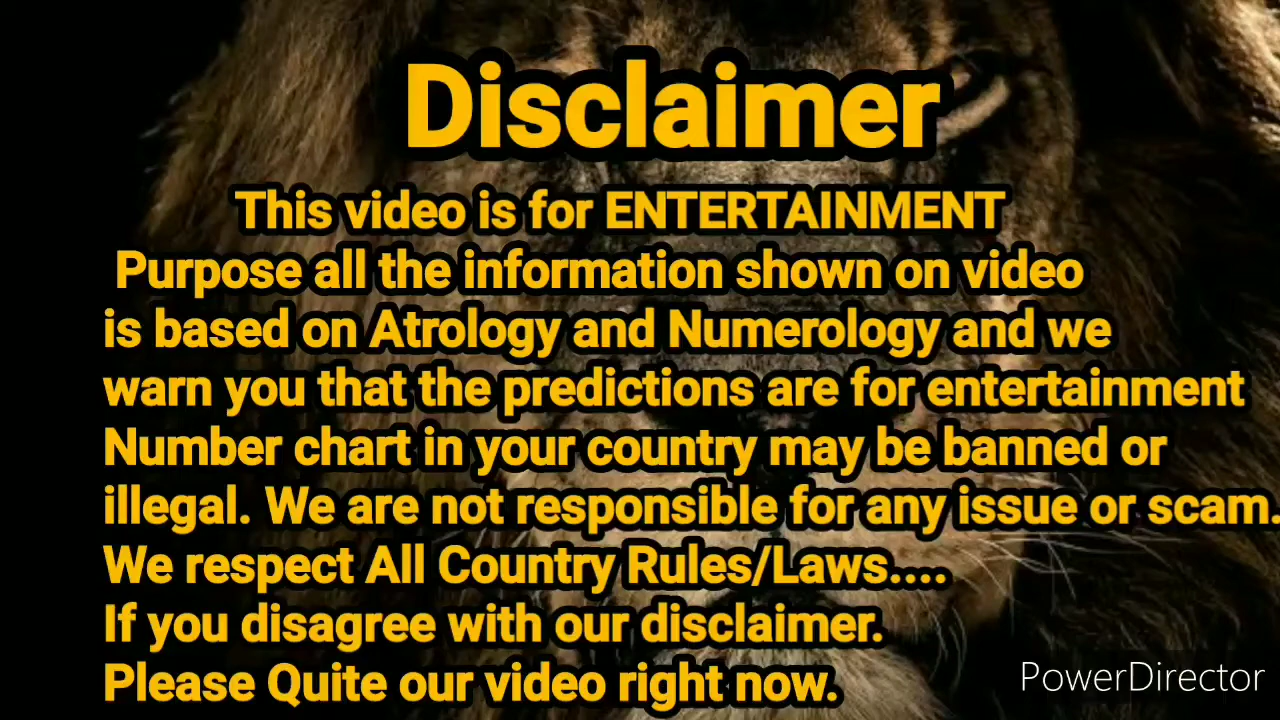 Disclaimer
This video is for ENTERTAINMENT
Purpose all the information shown on video
is based on Atrology and Numerology and we
warn you that the predictions are for entertainment
Number chart in your country may be banned or
illegal. We are not responsible for any issue or scam.
We respect All Country Rules/Laws....
If you disagree with our disclaimer.
Please Quite our video right now.
PowerDirector